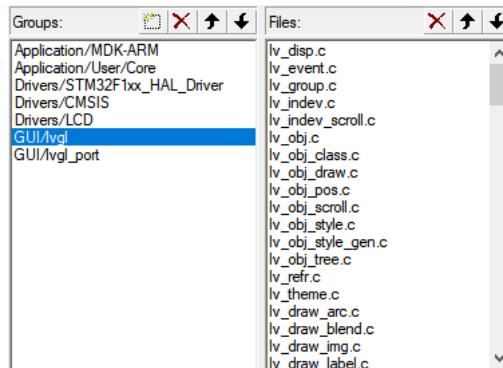 Groups:
Application/MDK-ARM
Application/User/Core
Drivers/STM32F1xx_HAL_Driver
Drivers/CMSIS
Drivers/LCD
GUI/lvgl
GUI/lvgl_port
Files:
lv_disp.c
lv_event.c
lv_group.c
lv_indev.c
lv_indev_scroll.c
lv_obj.c
lv_obj_class.c
lv_obj_draw.c
lv_obj_pos.c
lv_obj_scroll.c
lv_obj_style.c
lv_obj_style_gen.c
lv_obj_tree.c
lv_refr.c
lv_theme.c
lv_draw_arc.c
lv_draw_blend.c
lv_draw_img.c
lv_draw_label.c